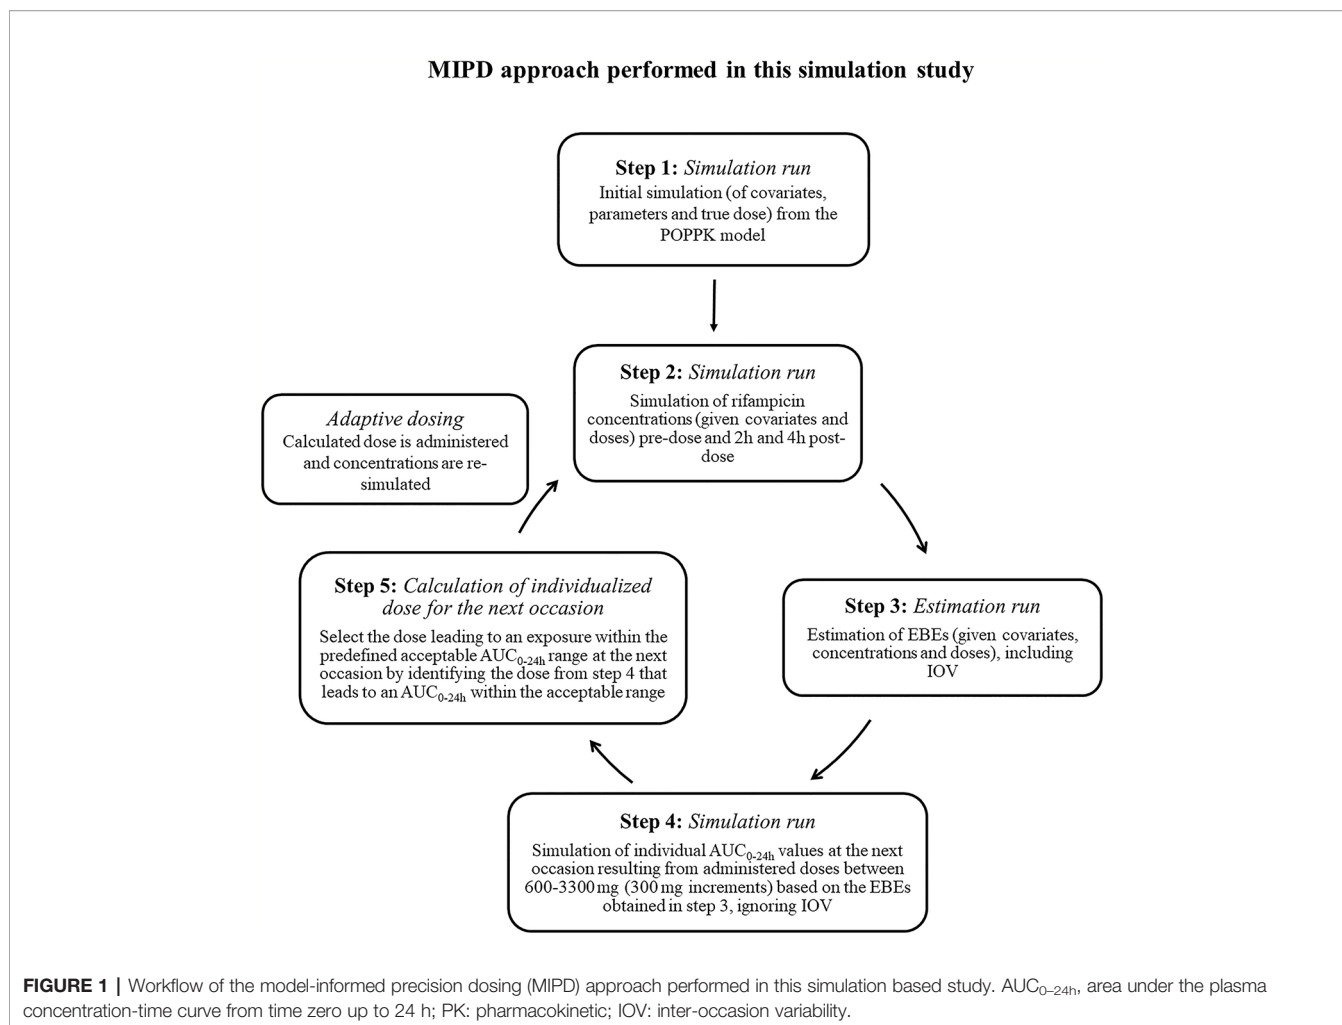 MIPD approach performed in this simulation study
Step 1: Simulation run
Initial simulation (of covariates,
parameters and true dose) from the
POPPK model
Step 2: Simulation run
Simulation of rifampicin
concentrations (given covariates and
doses) pre-dose and 2h and 4h post-
dose
Adaptive dosing
Calculated dose is administered
and concentrations are re-
simulated
Step 3: Estimation run
Estimation of EBEs (given covariates,
concentrations and doses), including
IOV
Step 4: Simulation run
Simulation of individual AUC0-24h values at the next
occasion resulting from administered doses between
600-3300 mg (300 mg increments) based on the EBEs
obtained in step 3, ignoring IOV
Step 5: Calculation of individualized
dose for the next occasion
Select the dose leading to an exposure within the
predefined acceptable AUC0-24h range at the next
occasion by identifying the dose from step 4 that
leads to an AUC0-24h within the acceptable range
FIGURE 1 | Workflow of the model-informed precision dosing (MIPD) approach performed in this simulation based study. AUC0–24h, area under the plasma
concentration-time curve from time zero up to 24 h; PK: pharmacokinetic; IOV: inter-occasion variability.